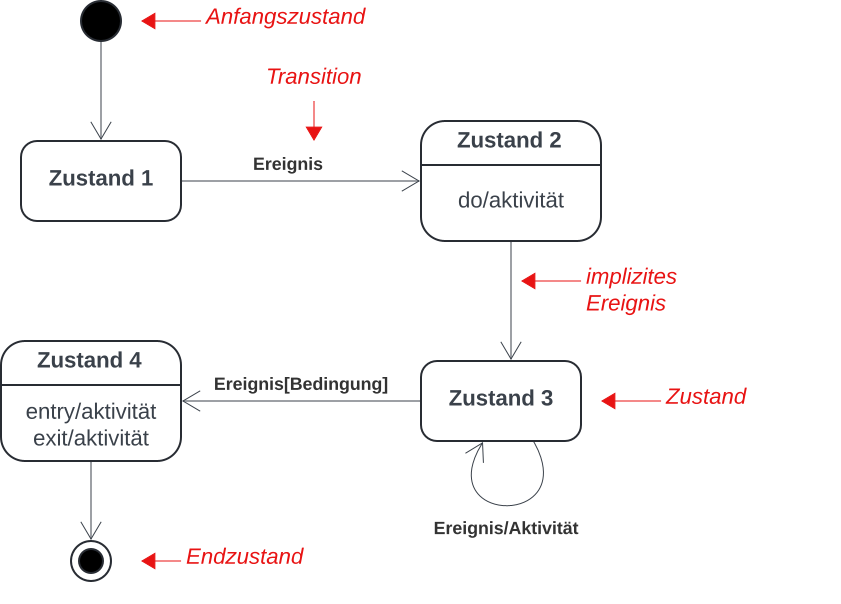 Anfangszustand
Transition
Zustand 2
Ereignis
Zustand 1
do/aktivität
implizites
Ereignis
Zustand 4
Ereignis[Bedingung]
Zustand 3
Zustand
entry/aktivität
exit/aktivität
Ereignis/Aktivität
Endzustand